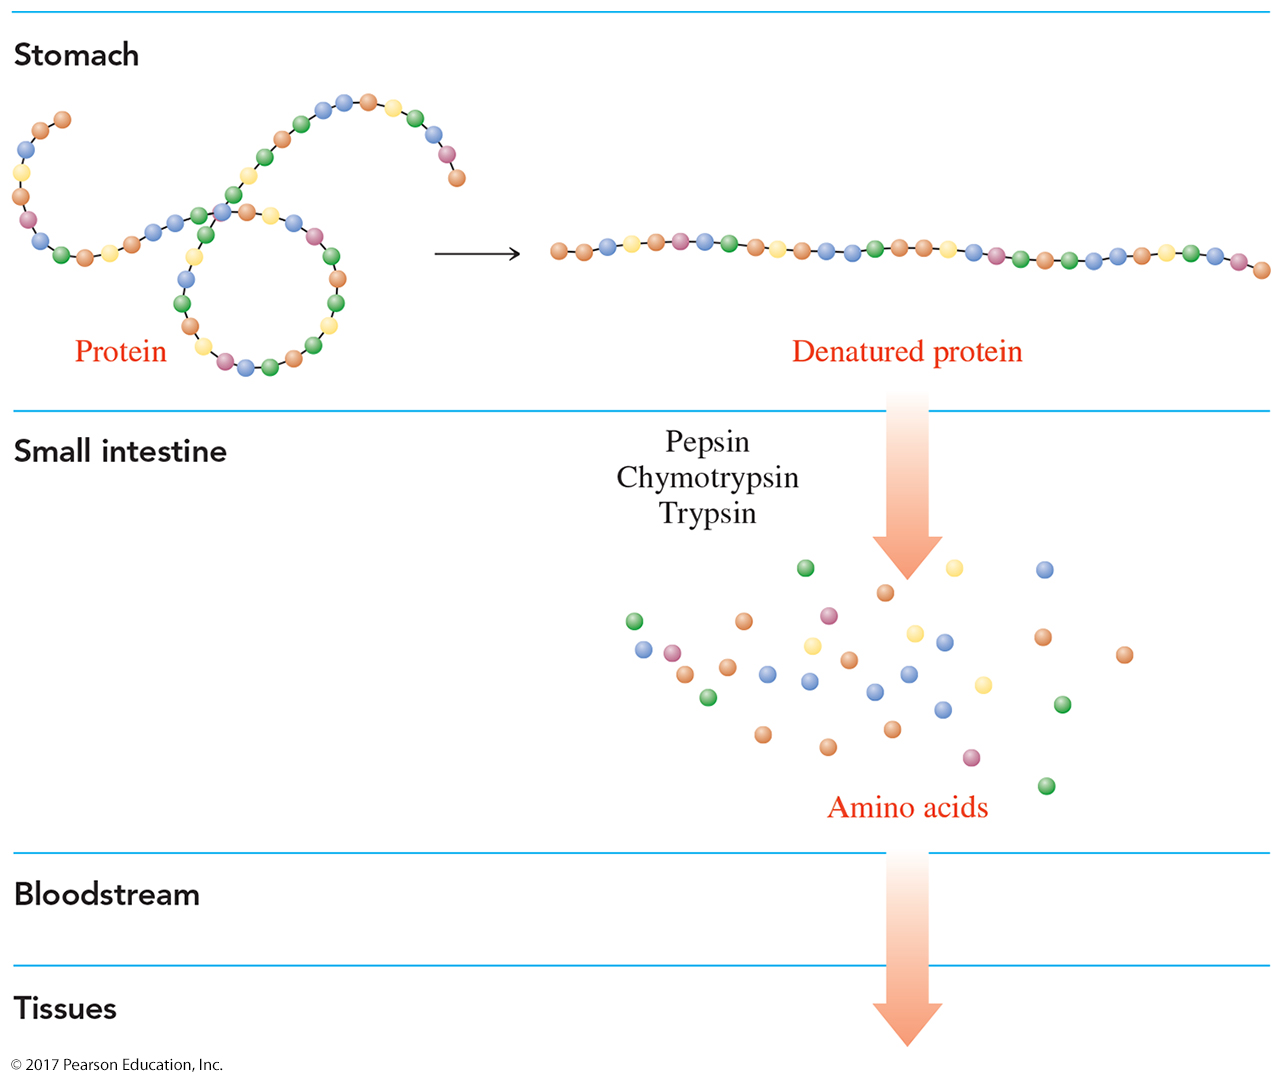 Stomach
Protein
Denatured protein
Small intestine
Pepsin
Chymotrypsin
Trypsin
Amino acids
Bloodstream
Tissues
© 2017 Pearson Education, Inc.